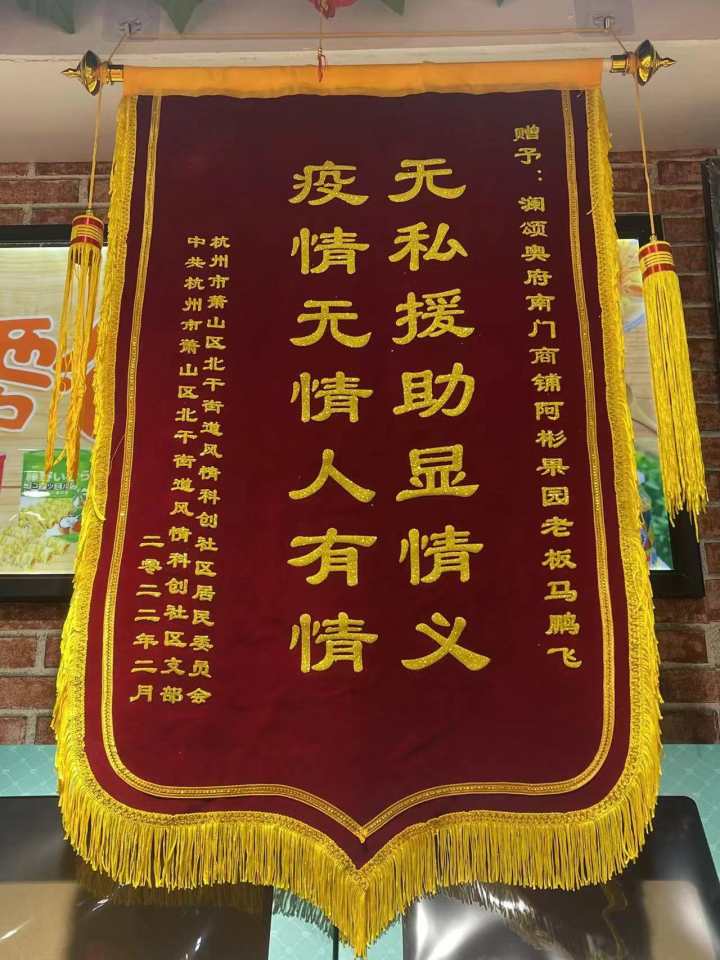 赠予：澜颂奥府南门商铺阿彬果园老板马鹏飞
无私援助显情义
疫情无情人有情
杭州市萧山区北干街道风情科创社区居民委员会
中共杭州市萧山区北干街道风情科创社区支部
二零二二年二月